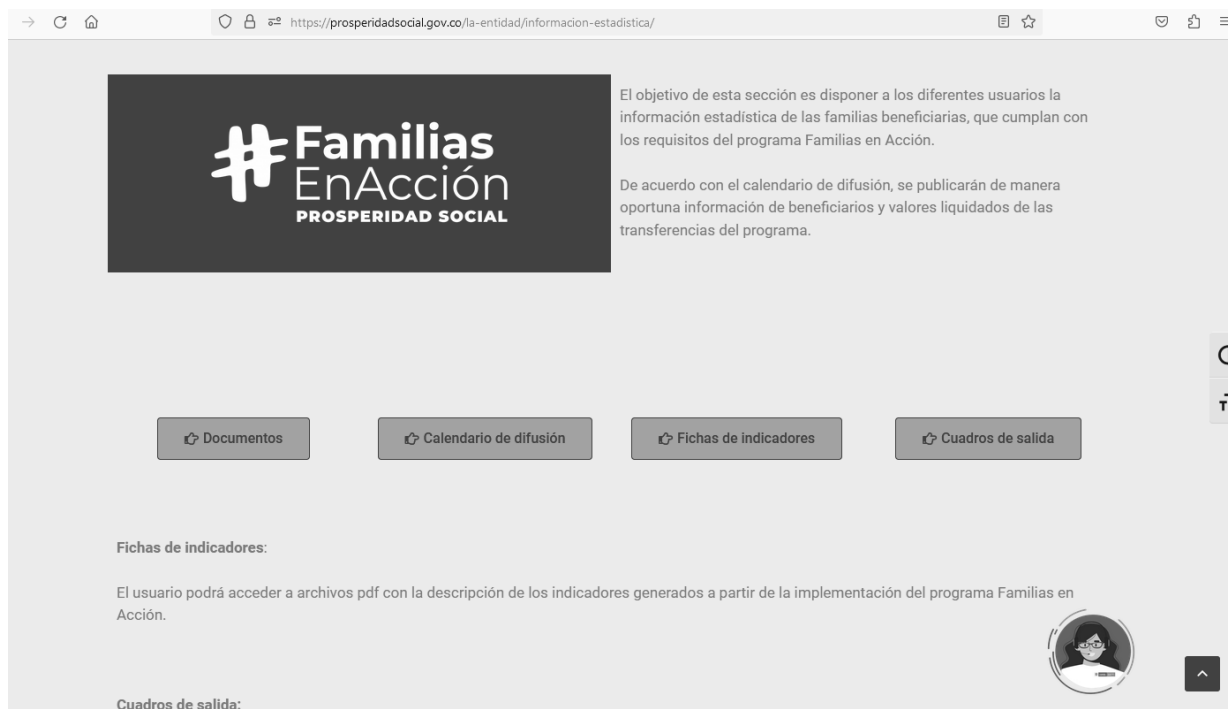 https://prosperidadsocial.gov.co/la-entidad/informacion-estadistica/
#Familias
EnAcción
PROSPERIDAD SOCIAL
El objetivo de esta sección es disponer a los diferentes usuarios la
información estadística de las familias beneficiarias, que cumplan con
los requisitos del programa Familias en Acción.
De acuerdo con el calendario de difusión, se publicarán de manera
oportuna información de beneficiarios y valores liquidados de las
transferencias del programa.
Documentos
Calendario de difusión
Fichas de indicadores
Cuadros de salida
Fichas de indicadores:
El usuario podrá acceder a archivos pdf con la descripción de los indicadores generados a partir de la implementación del programa Familias en
Acción.
Cuadros de salida: